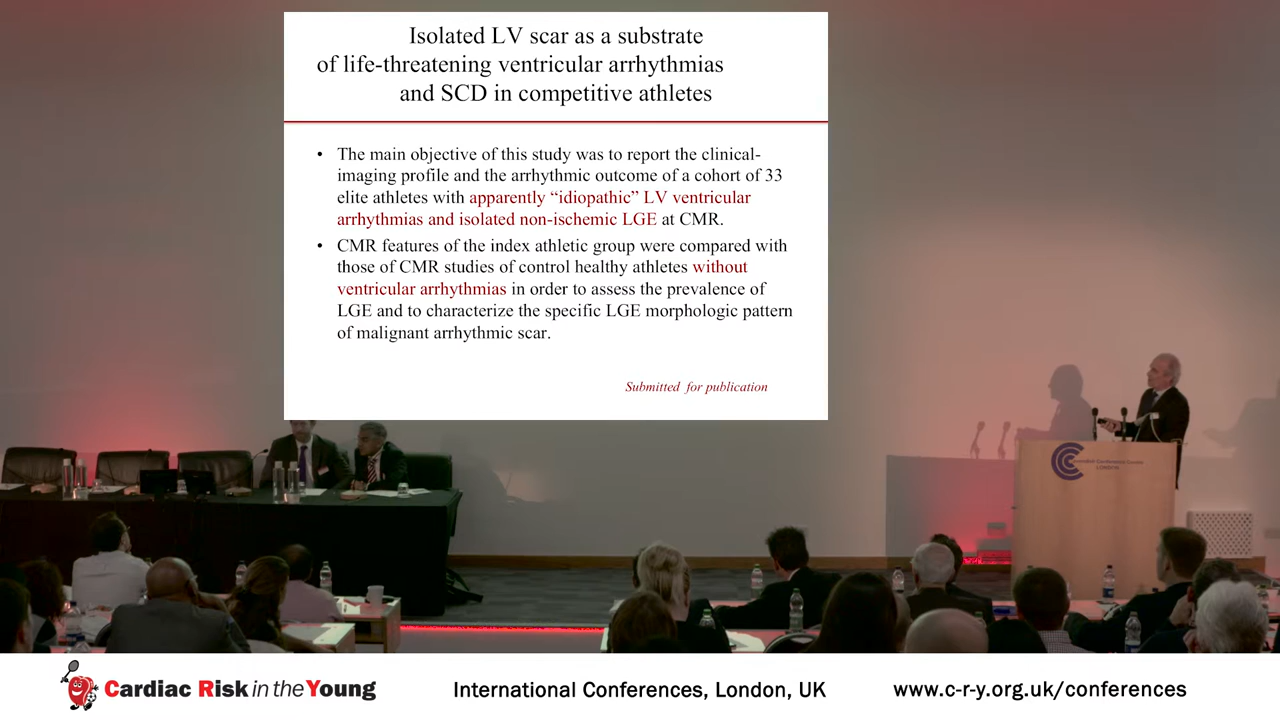 Isolated LV scar as a substrate
of life-threatening ventricular arrhythmias
and SCD in competitive athletes
• The main objective of this study was to report the clinical-
imaging profile and the arrhythmic outcome of a cohort of 33
elite athletes with apparently “idiopathic” LV ventricular
arrhythmias and isolated non-ischemic LGE at CMR.
• CMR features of the index athletic group were compared with
those of CMR studies of control healthy athletes without
ventricular arrhythmias in order to assess the prevalence of
LGE and to characterize the specific LGE morphologic pattern
of malignant arrhythmic scar.
Submitted for publication
LONDON
Cardiac Risk in the Young
International Conferences, London, UK
www.c-r-y.org.uk/conferences